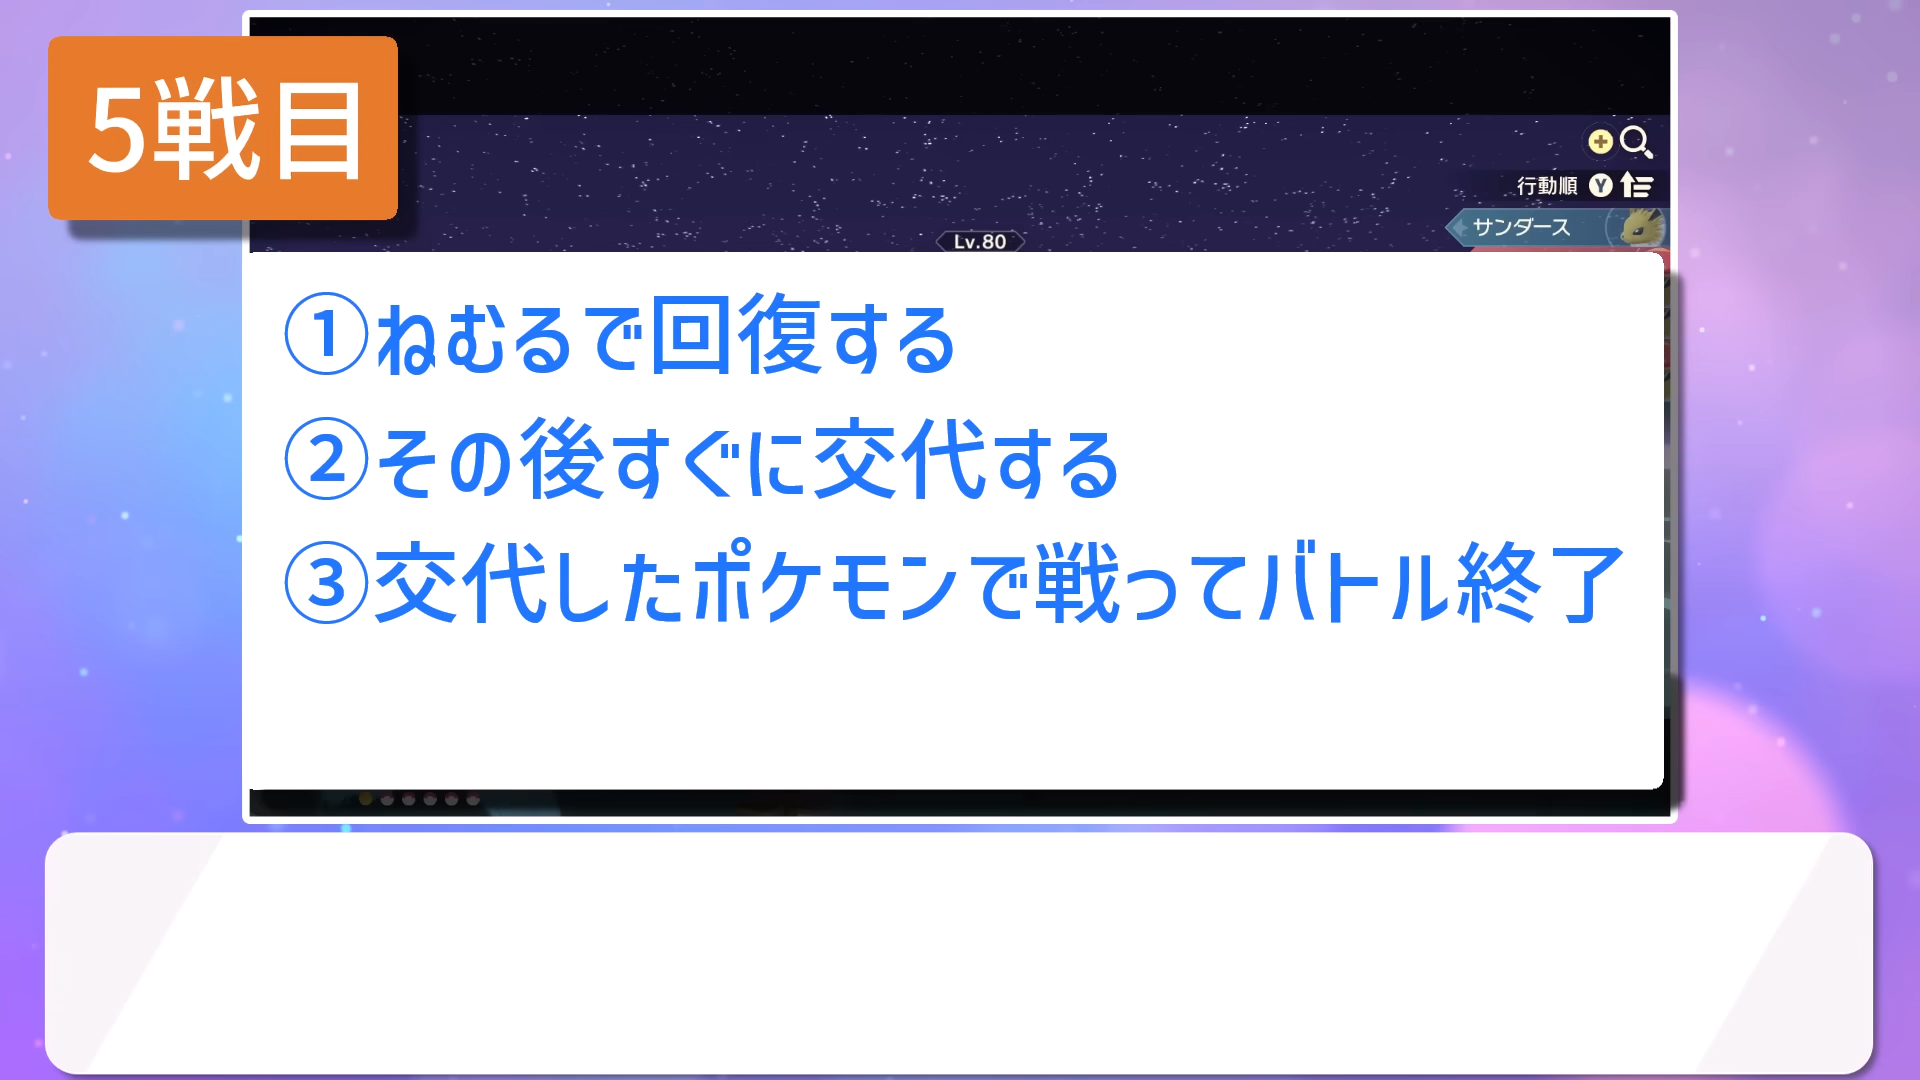 5戦目
行動順 Y
サンダース
Lv.80
①ねむるで回復する
②その後すぐに交代する
③交代したポケモンで戦ってバトル終了